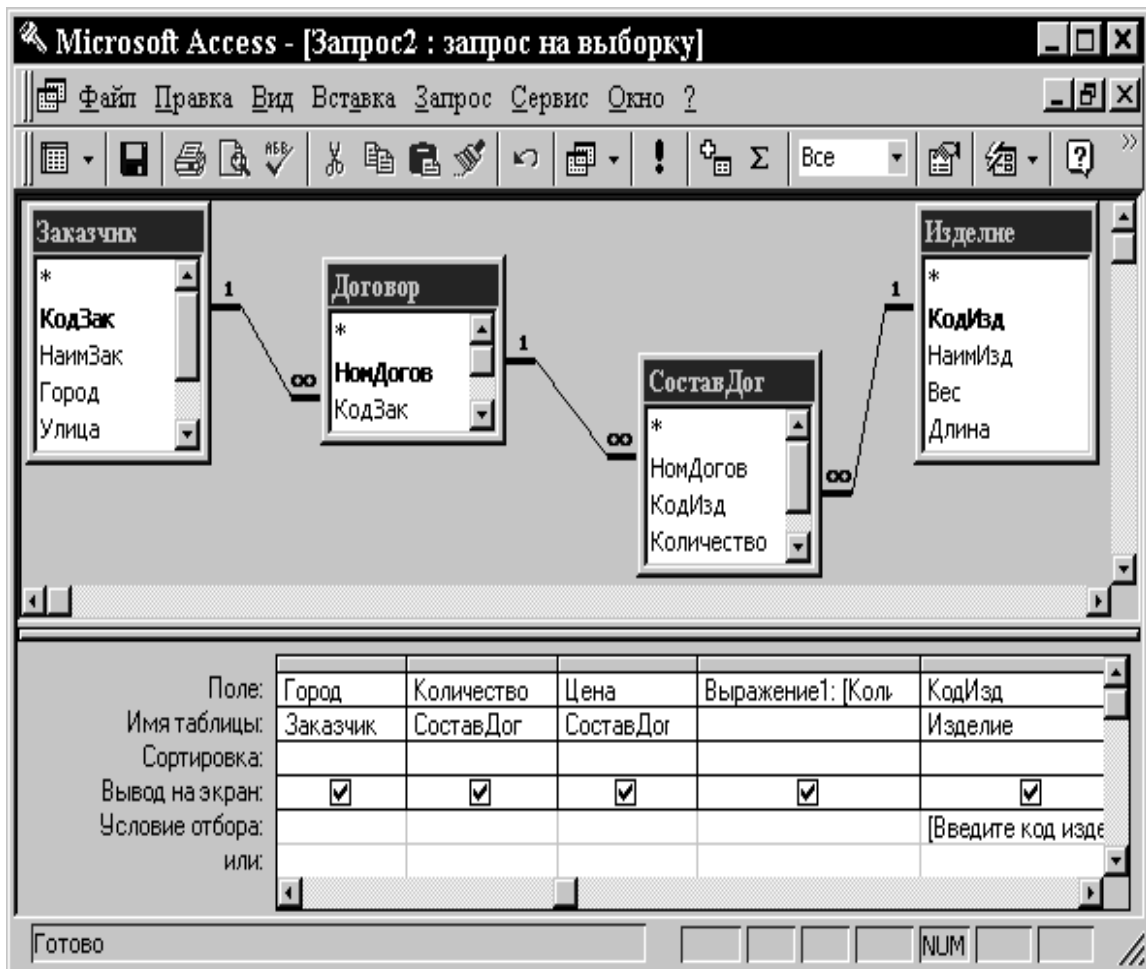 Microsoft Access - [Запрос2 : запрос на выборку]
Файл Правка Вид Вставка Запрос Сервис Окно ?
АБВ Σ Все
Заказчик
*
КодЗак
НаимЗак
Город
Улица
1
∞
Договор
*
НомДогов
КодЗак
1
∞
СоставДог
*
НомДогов
КодИзд
Количество
∞
1
Изделие
*
КодИзд
НаимИзд
Вес
Длина
Поле: Город Количество Цена Выражение1: [Коли КодИзд
Имя таблицы: Заказчик СоставДог СоставДог Изделие
Сортировка:
Вывод на экран:
Условие отбора: [Введите код изде
или:
Готово NUM